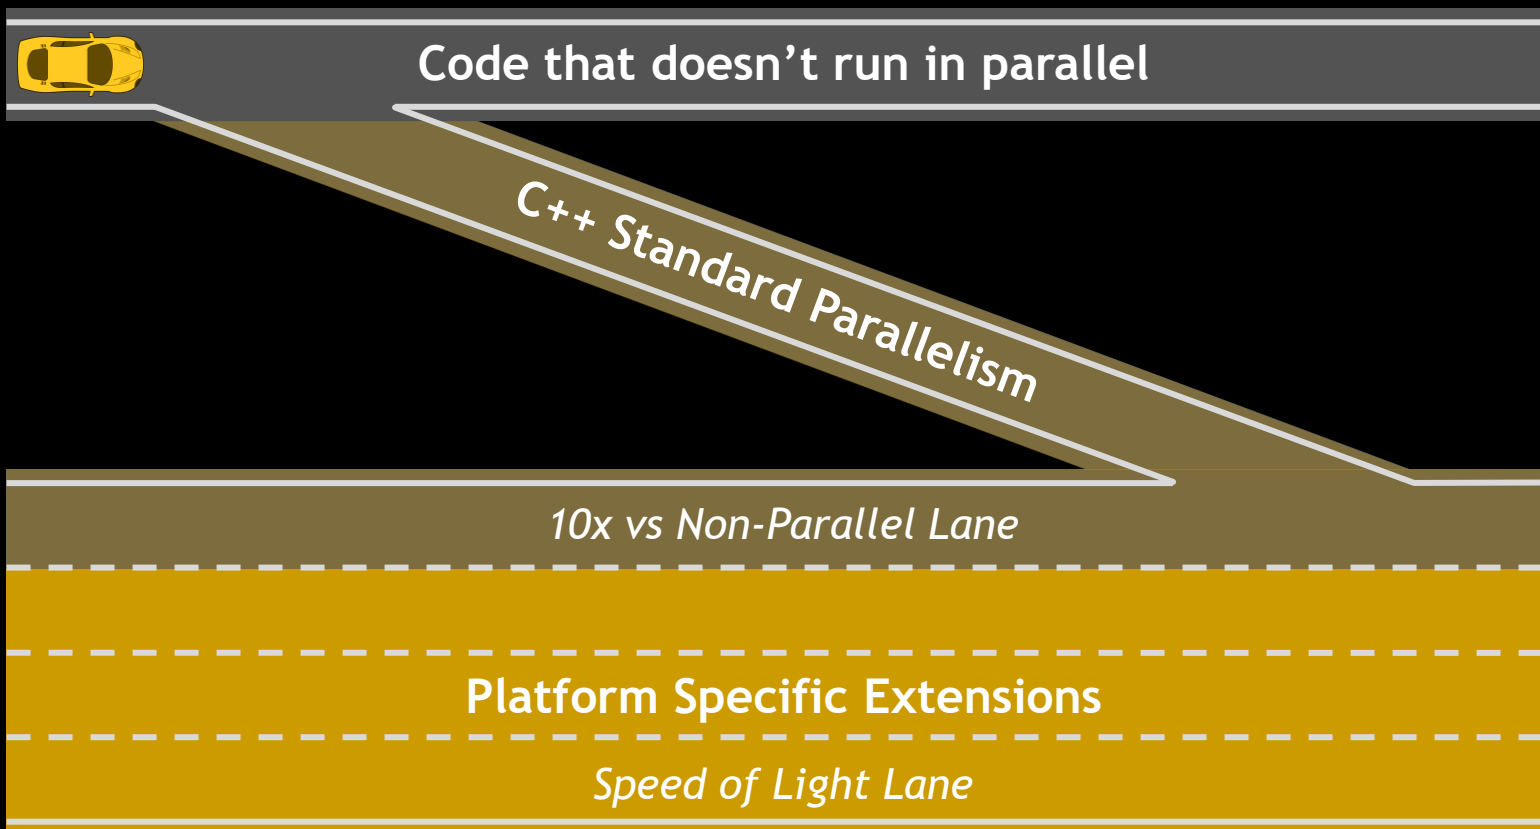 Code that doesn’t run in parallel
C++ Standard Parallelism
10x vs Non-Parallel Lane
Platform Specific Extensions
Speed of Light Lane